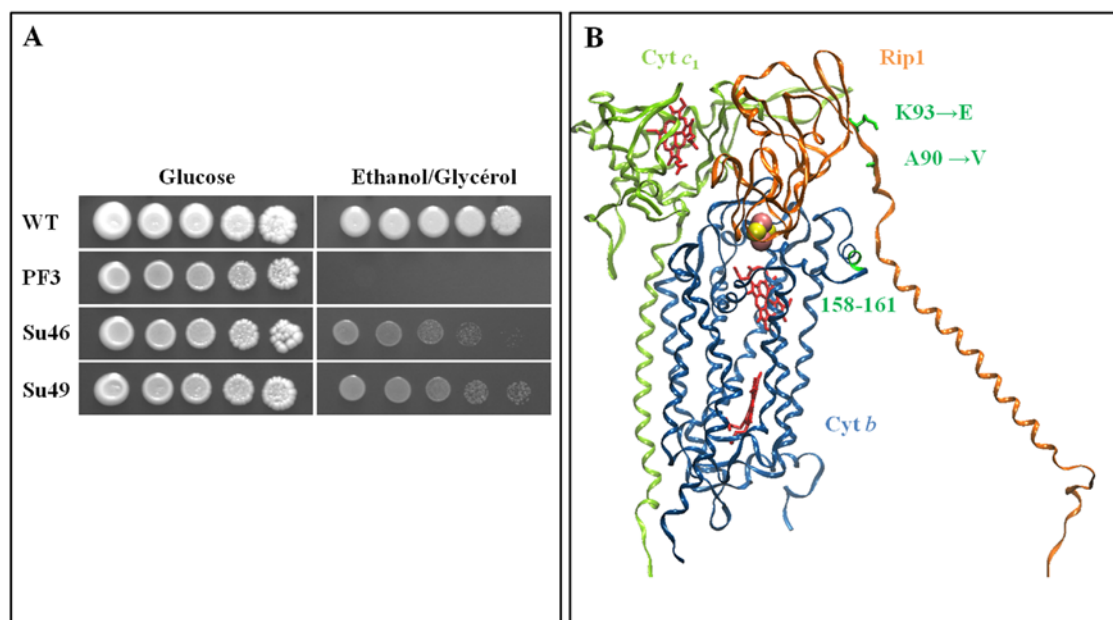 A
Glucose
Ethanol/Glycérol
WT
PF3
Su46
Su49
B
Cyt c1
Rip1
K93→E
A90 →V
158-161
Cyt b